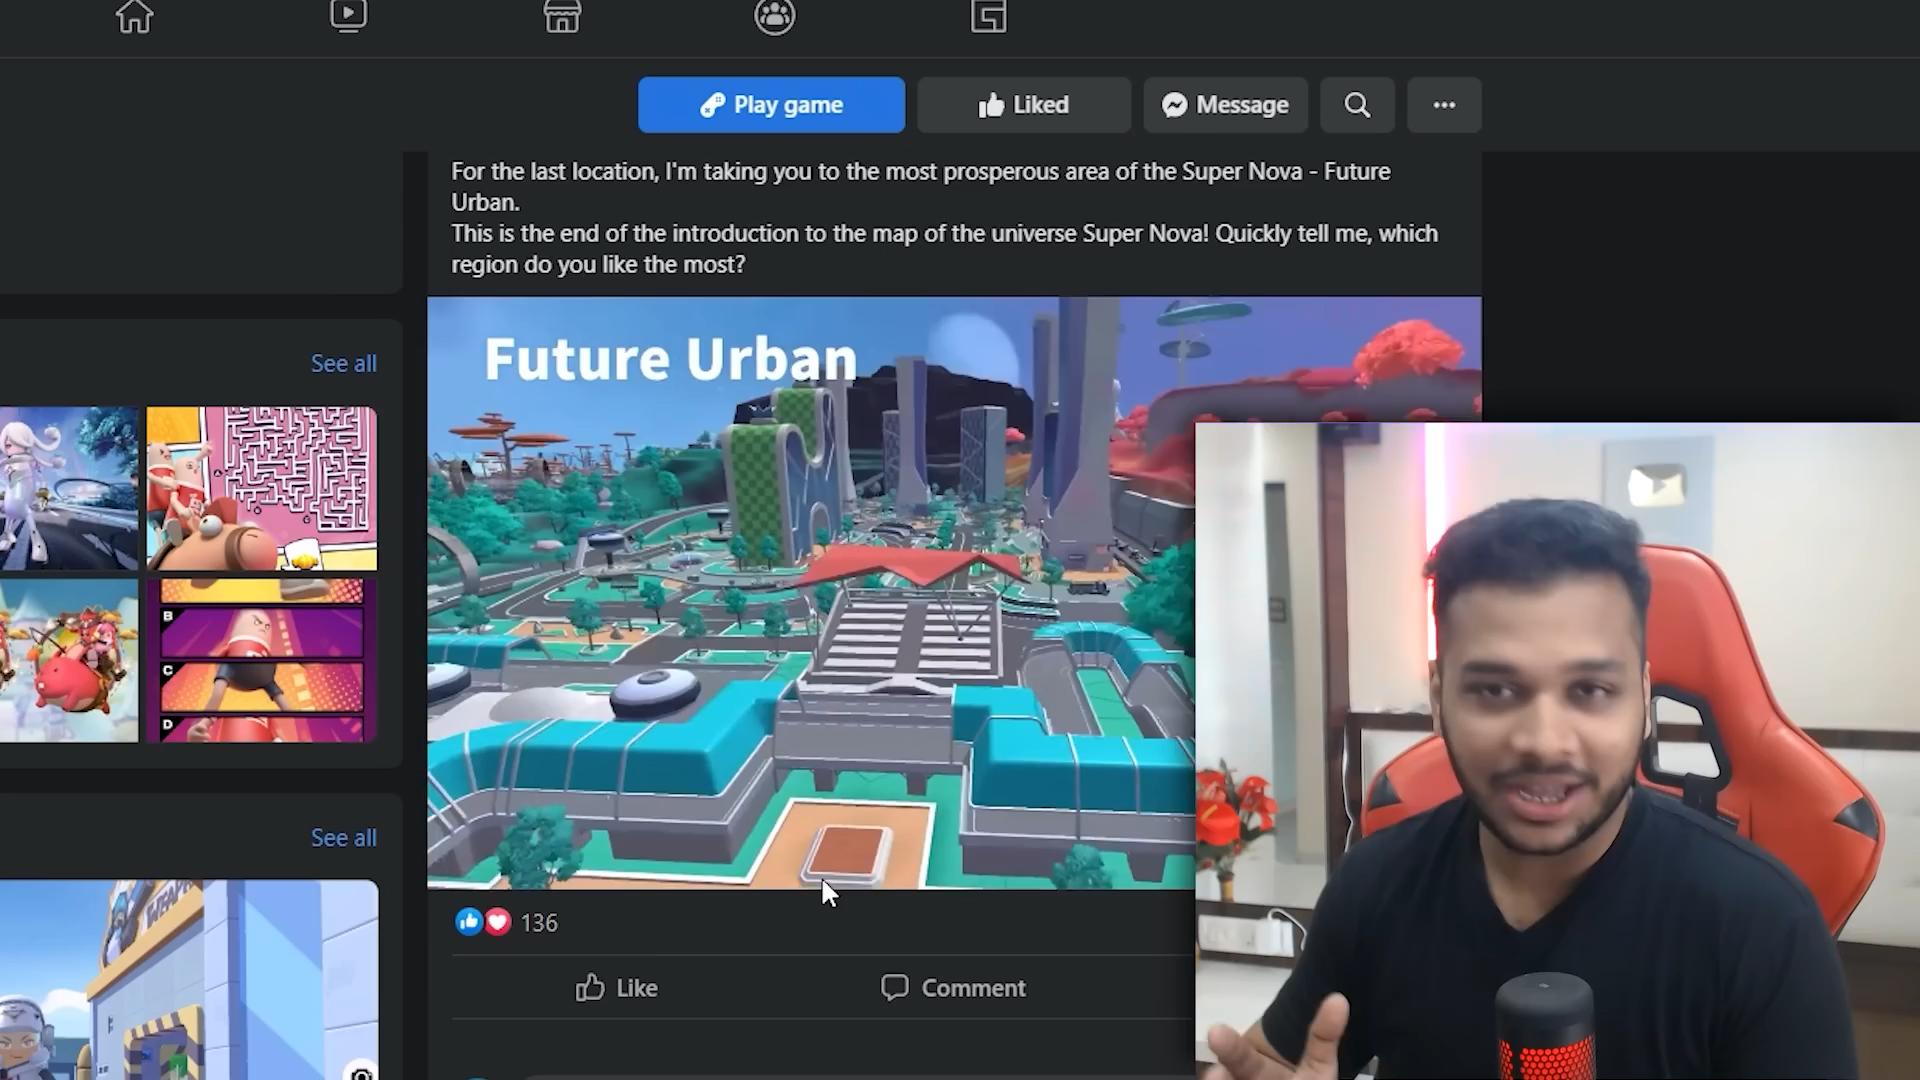 Play game
Liked
Message
For the last location, I'm taking you to the most prosperous area of the Super Nova - Future
Urban.
This is the end of the introduction to the map of the universe Super Nova! Quickly tell me, which
region do you like the most?
See all
Future Urban
B
C
D
See all
136
Like
Comment